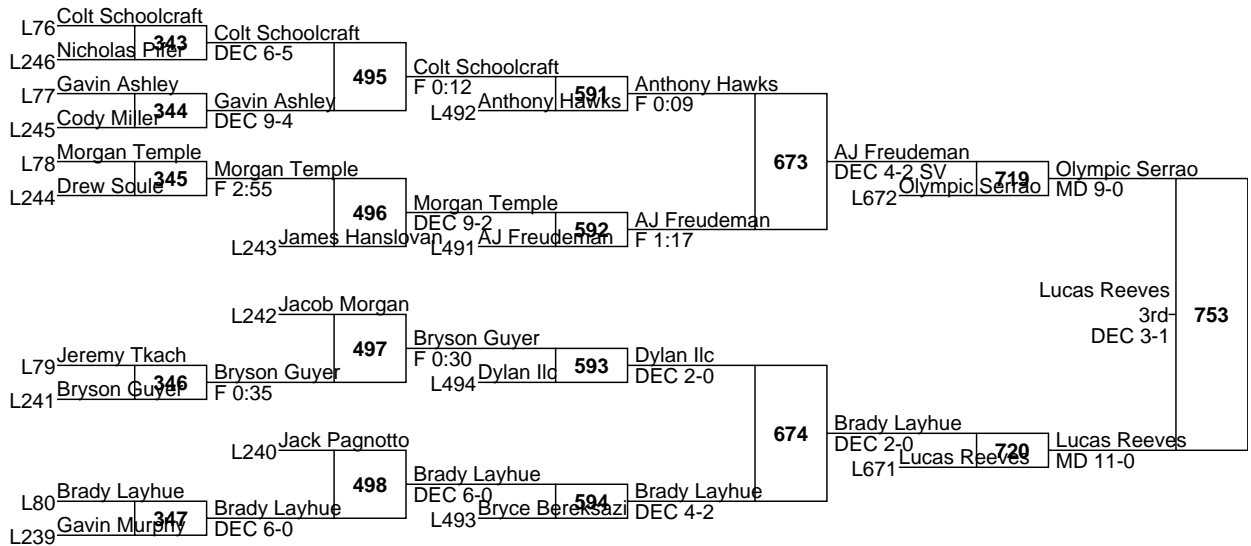 L76 Colt Schoolcraft
343
L246 Nicholas Pifer
Colt Schoolcraft
DEC 6-5
L77 Gavin Ashley
344
L245 Cody Miller
Gavin Ashley
DEC 9-4
495
Colt Schoolcraft
F 0:12
591
L492 Anthony Hawks
Anthony Hawks
F 0:09
L78 Morgan Temple
345
L244 Drew Soule
Morgan Temple
F 2:55
496
L243 James Hanslovan
Morgan Temple
DEC 9-2
592
L491 AJ Freudeman
AJ Freudeman
F 1:17
673
AJ Freudeman
DEC 4-2 SV
719
L672 Olympic Serrao
Olympic Serrao
MD 9-0
L242 Jacob Morgan
497
L79 Jeremy Tkach
346
L241 Bryson Guyer
Bryson Guyer
F 0:35
Bryson Guyer
F 0:30
593
L494 Dylan Ilc
Dylan Ilc
DEC 2-0
L240 Jack Pagnotto
498
L80 Brady Layhue
347
L239 Gavin Murphy
Brady Layhue
DEC 6-0
Brady Layhue
DEC 6-0
594
L493 Bryce Bereksazi
Brady Layhue
DEC 4-2
674
Brady Layhue
DEC 2-0
720
L671 Lucas Reeves
Lucas Reeves
MD 11-0
753
Lucas Reeves
3rd
DEC 3-1